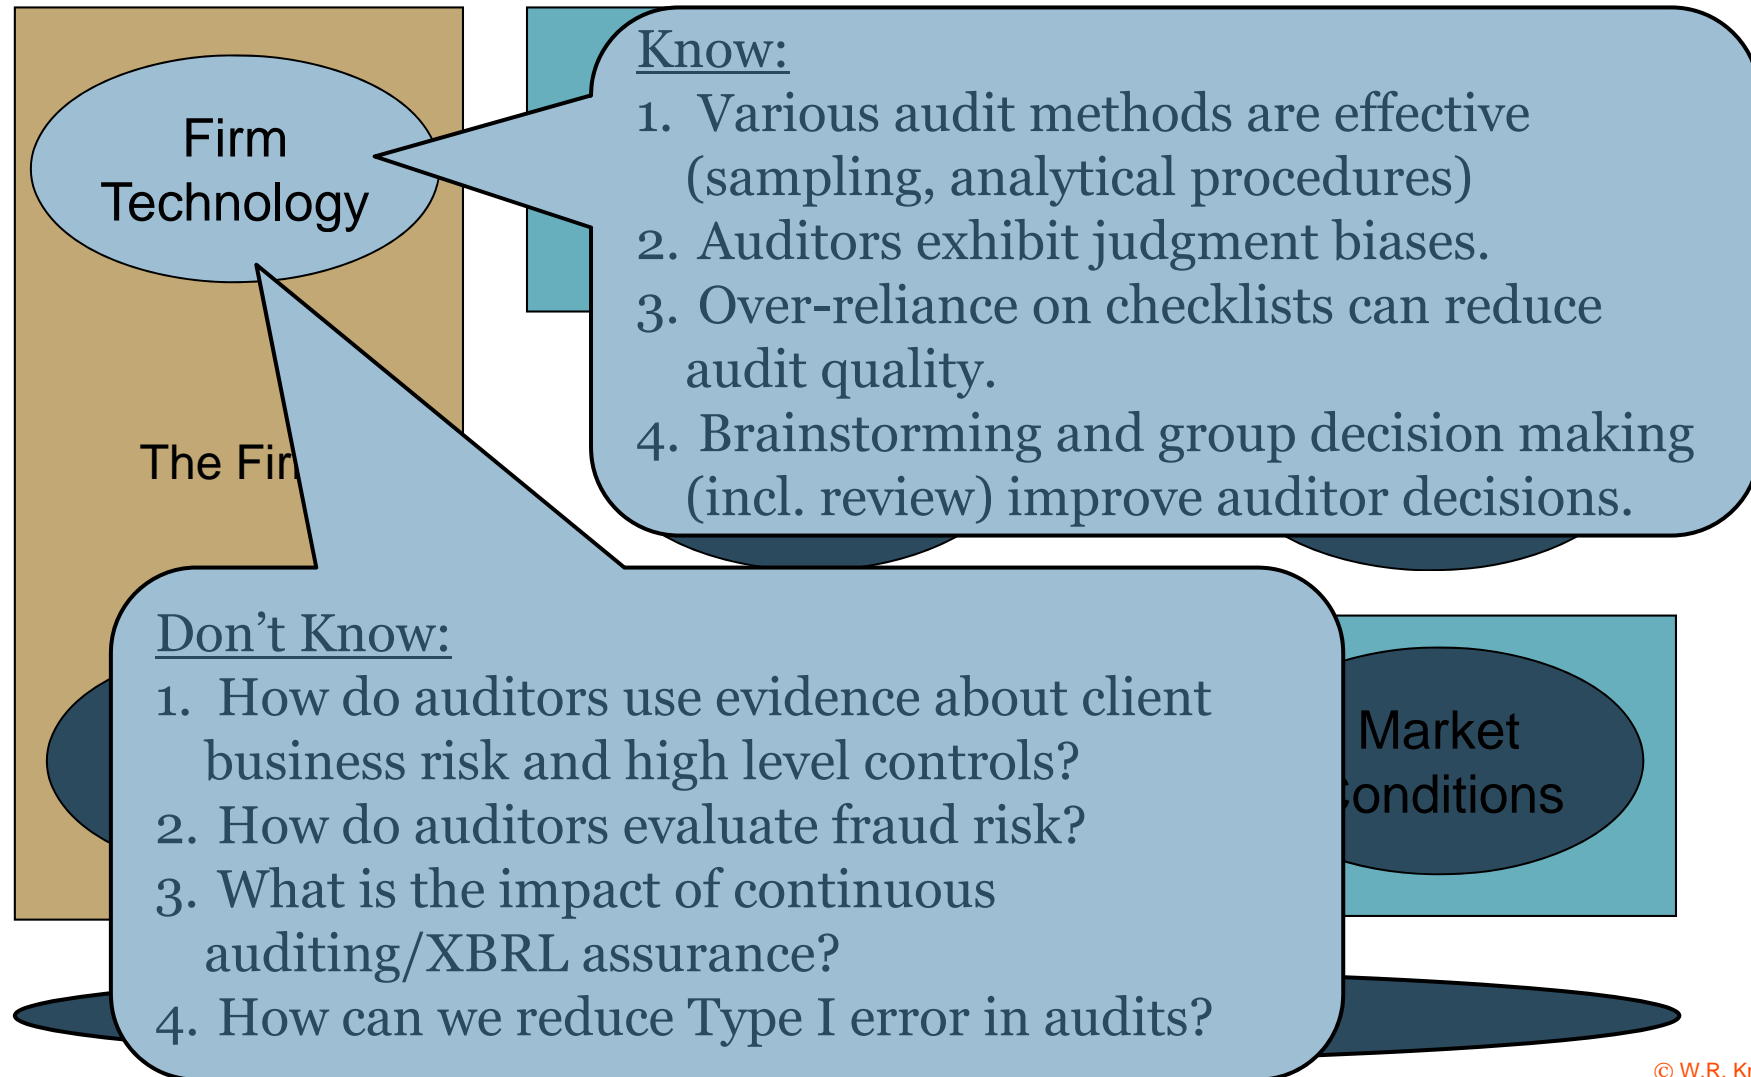 Firm
Technology
Know:
1. Various audit methods are effective
(sampling, analytical procedures)
2. Auditors exhibit judgment biases.
3. Over-reliance on checklists can reduce
audit quality.
4. Brainstorming and group decision making
(incl. review) improve auditor decisions.
The
Don’t Know:
1. How do auditors use evidence about client
business risk and high level controls?
2. How do auditors evaluate fraud risk?
3. What is the impact of continuous
auditing/XBRL assurance?
4. How can we reduce Type I error in audits?
Market
© W.R.